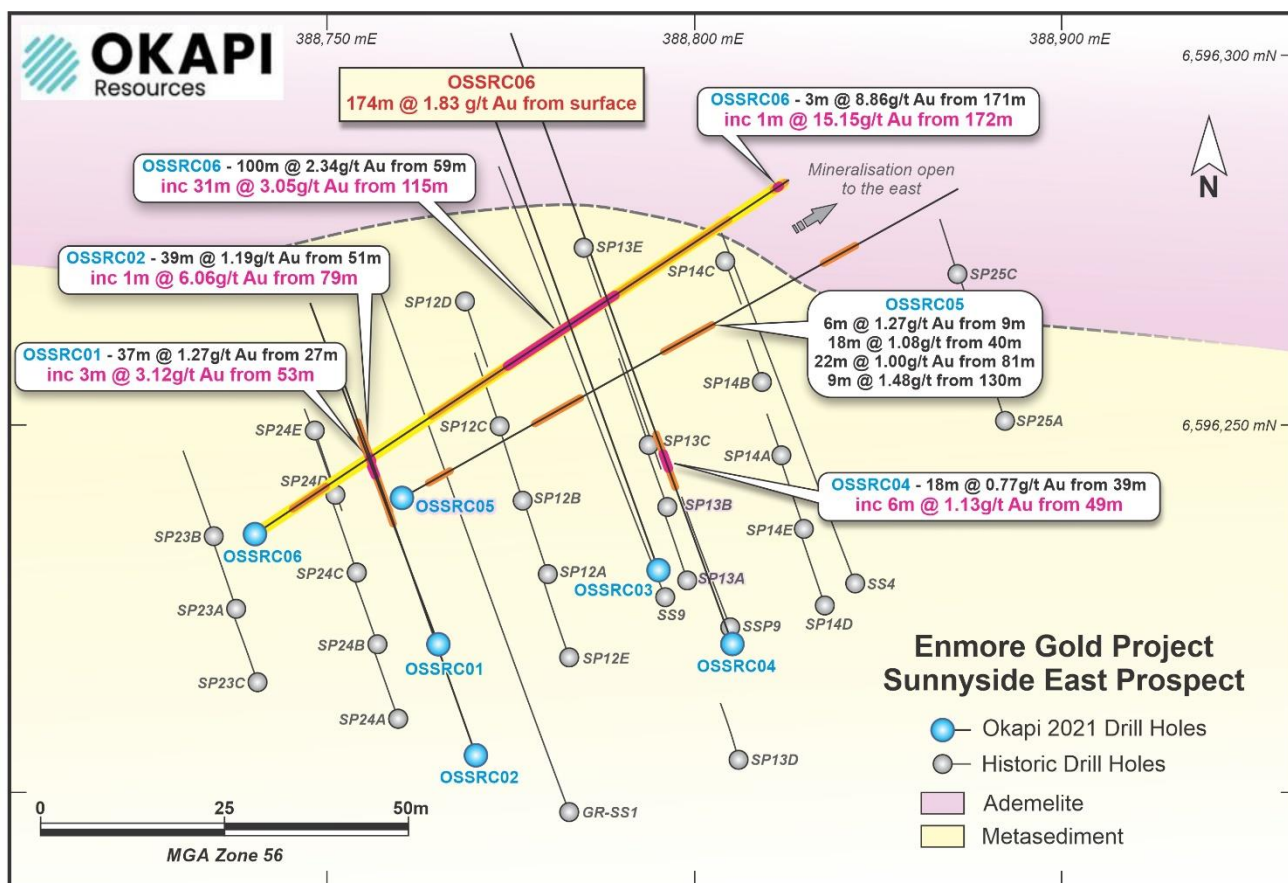 OKAPI
Resources
388,750 mE
388,800 mE
388,900 mE
6,596,300 mN
OSSRC06
174m @ 1.83 g/t Au from surface
OSSRC06 - 3m @ 8.86g/t Au from 171m
inc 1m @ 15.15g/t Au from 172m
OSSRC06 - 100m @ 2.34g/t Au from 59m
inc 31m @ 3.05g/t Au from 115m
Mineralisation open
to the east
N
OSSRC02 - 39m @ 1.19g/t Au from 51m
inc 1m @ 6.06g/t Au from 79m
SP13E
SP14C
SP25C
SP12D
OSSRC05
6m @ 1.27g/t Au from 9m
18m @ 1.08g/t from 40m
22m @ 1.00g/t Au from 81m
9m @ 1.48g/t from 130m
OSSRC01 - 37m @ 1.27g/t Au from 27m
inc 3m @ 3.12g/t Au from 53m
SP14B
SP24E
SP12C
SP13C
SP14A
SP25A
6,596,250 mN
SP24D
OSSRC05
SP12B
SP13B
OSSRC04 - 18m @ 0.77g/t Au from 39m
inc 6m @ 1.13g/t Au from 49m
SP23B
OSSRC06
SP14E
SP24C
SP12A
OSSRC03
SP13A
SS4
SP23A
SS9
SP14D
SSP9
SP24B
OSSRC01
SP12E
OSSRC04
SP23C
SP24A
OSSRC02
SP13D
GR-SS1
Enmore Gold Project
Sunnyside East Prospect
Okapi 2021 Drill Holes
Historic Drill Holes
Ademelite
Metasediment
0
25
50m
MGA Zone 56